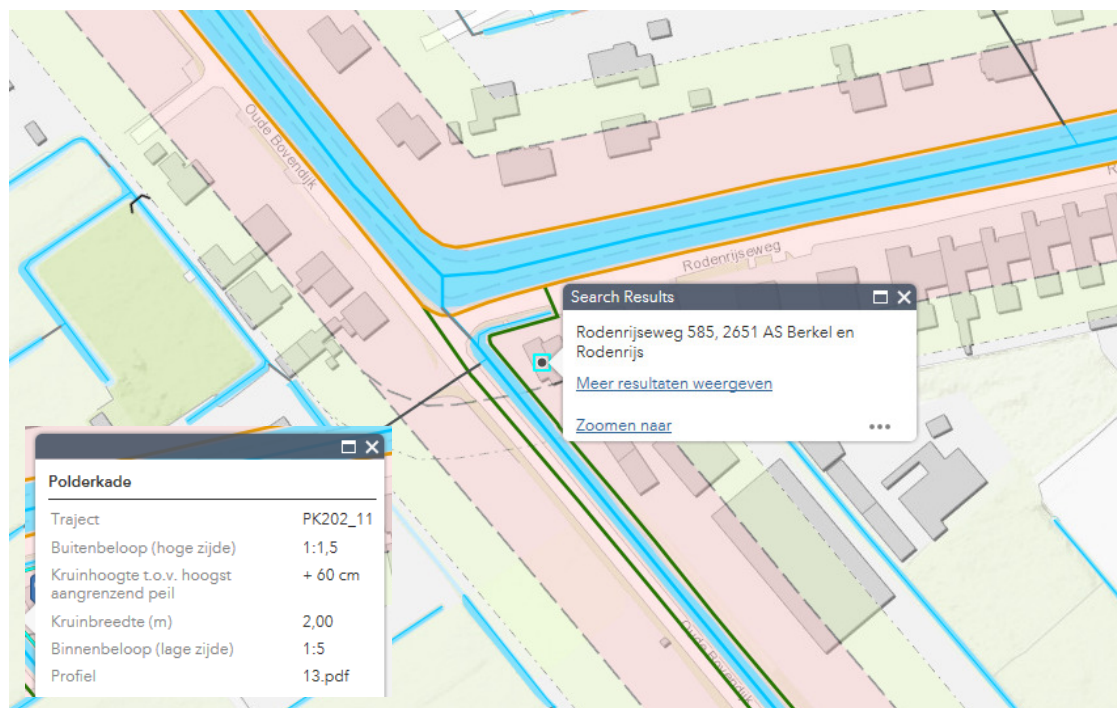 Oude Bovendijk
Rodenrijseweg
Search Results
Rodenrijseweg 585, 2651 AS Berkel en
Rodenrijs
Meer resultaten weergeven
Zoomen naar
Polderkade
Traject PK202_11
Buitenbeloop (hoge zijde) 1:1,5
Kruinhoogte t.o.v. hoogst + 60 cm
aangrenzend peil
Kruinbreedte (m) 2,00
Binnenbeloop (lage zijde) 1:5
Profiel 13.pdf
Oude Bovendijk